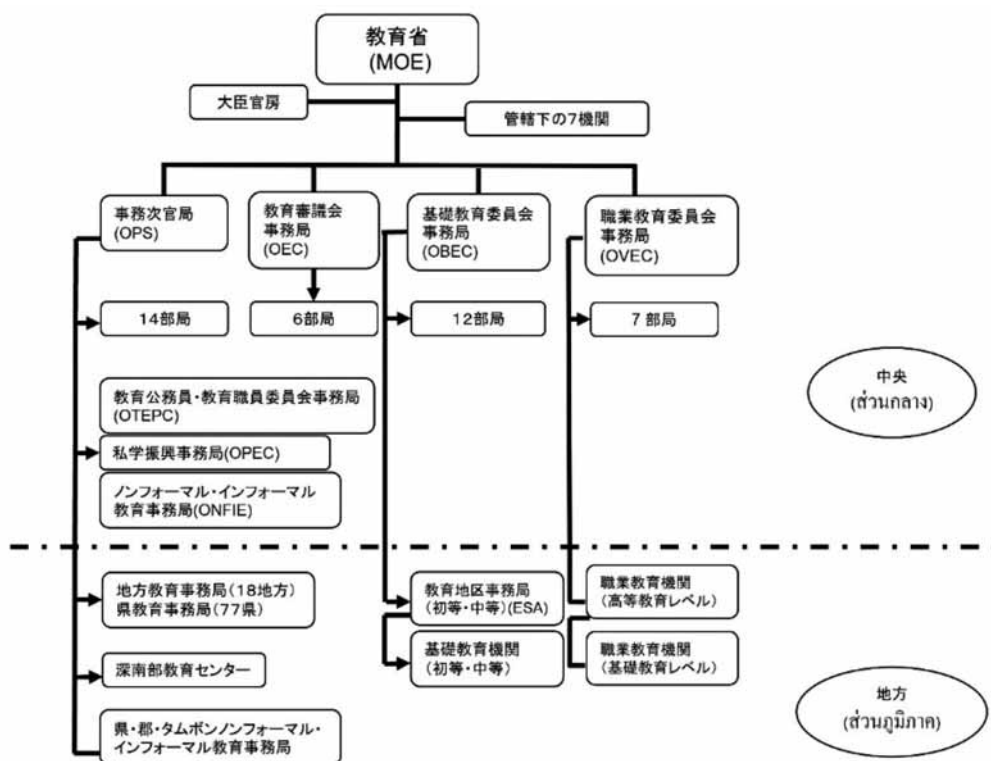 教育省
(MOE)
大臣官房
管轄下の7機関
事務次官局
(OPS)
教育審議会
事務局
(OEC)
基礎教育委員会
事務局
(OBEC)
職業教育委員会
事務局
(OVEC)
14部局
6部局
12部局
7部局
教育公務員・教育職員委員会事務局
(OTEPC)
私学振興事務局(OPEC)
ノンフォーマル・インフォーマル
教育事務局(ONFIE)
中央
(ส่วนกลาง)
地方教育事務局(18地方)
県教育事務局(77県)
教育地区事務局
(初等・中等)(ESA)
職業教育機関
(高等教育レベル)
深南部教育センター
基礎教育機関
(初等・中等)
職業教育機関
(基礎教育レベル)
県・郡・タムボンノンフォーマル・
インフォーマル教育事務局
地方
(ส่วนภูมิภาค)